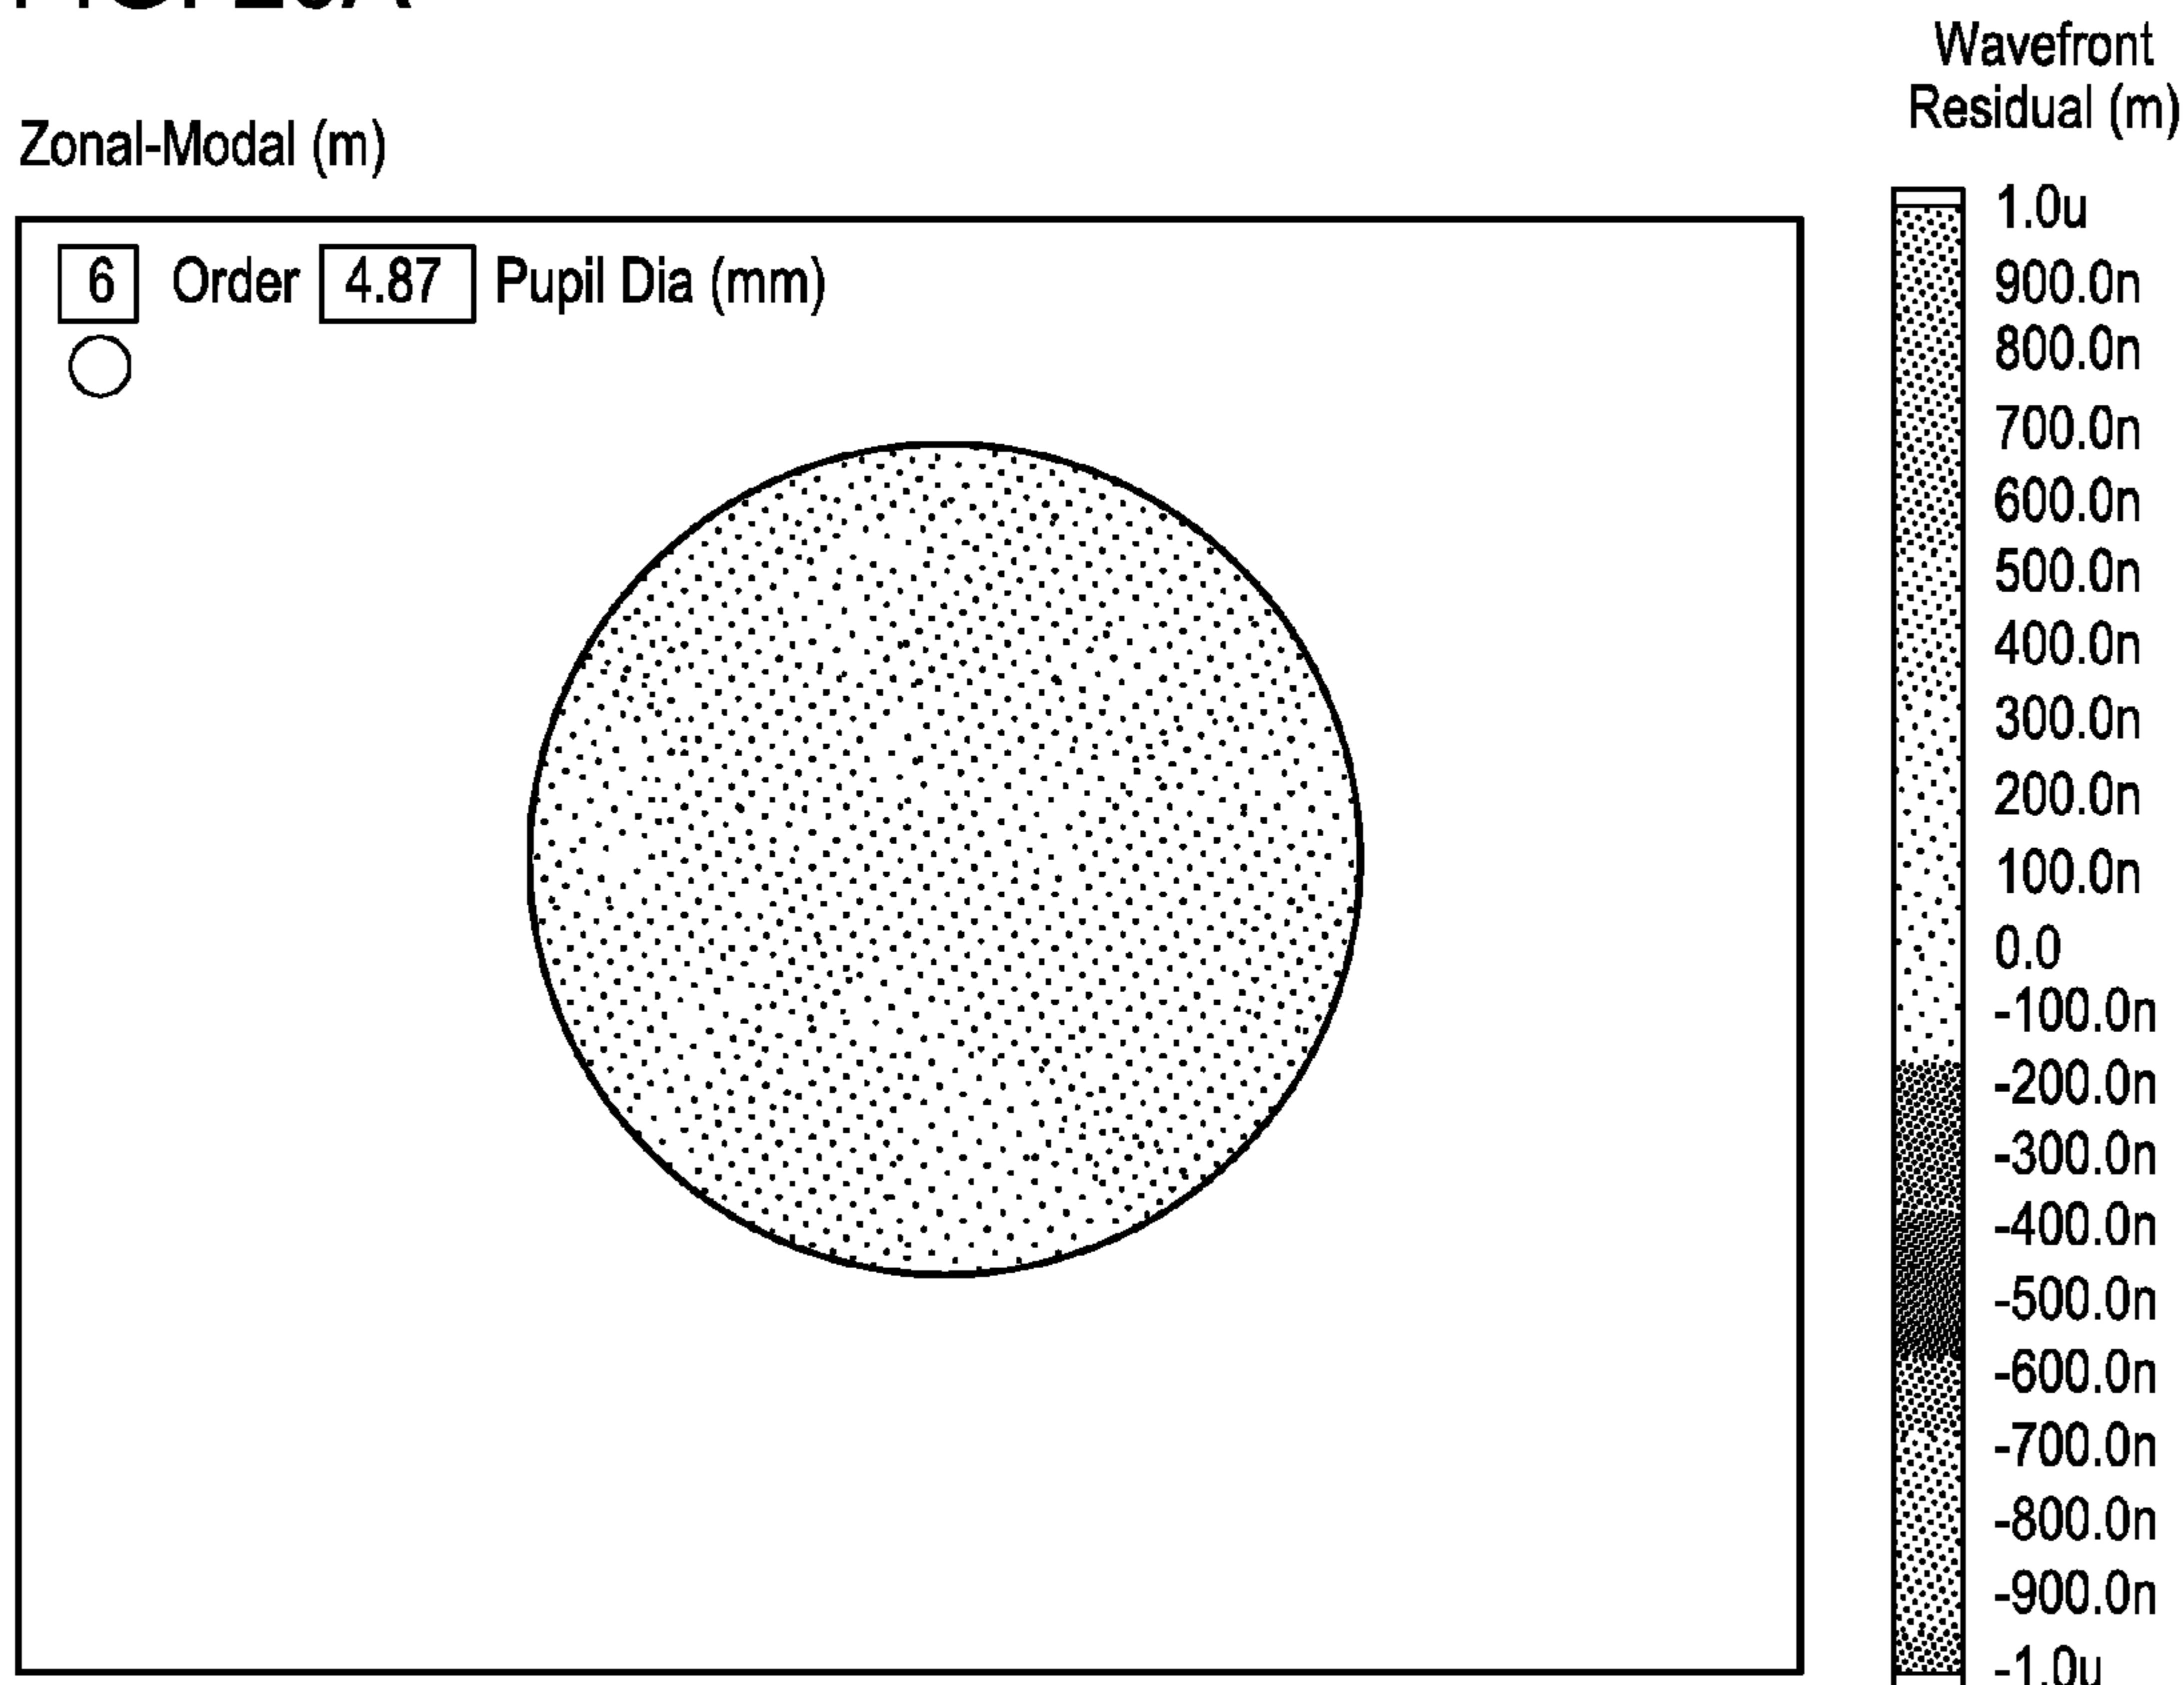 Wavefront
Residual (m)
Zonal-Modal (m)
6 Order 4.87 Pupil Dia (mm)
1.0u
900.0n
800.0n
700.0n
600.0n
500.0n
400.0n
300.0n
200.0n
100.0n
0.0
-100.0n
-200.0n
-300.0n
-400.0n
-500.0n
-600.0n
-700.0n
-800.0n
-900.0n
-1.0u